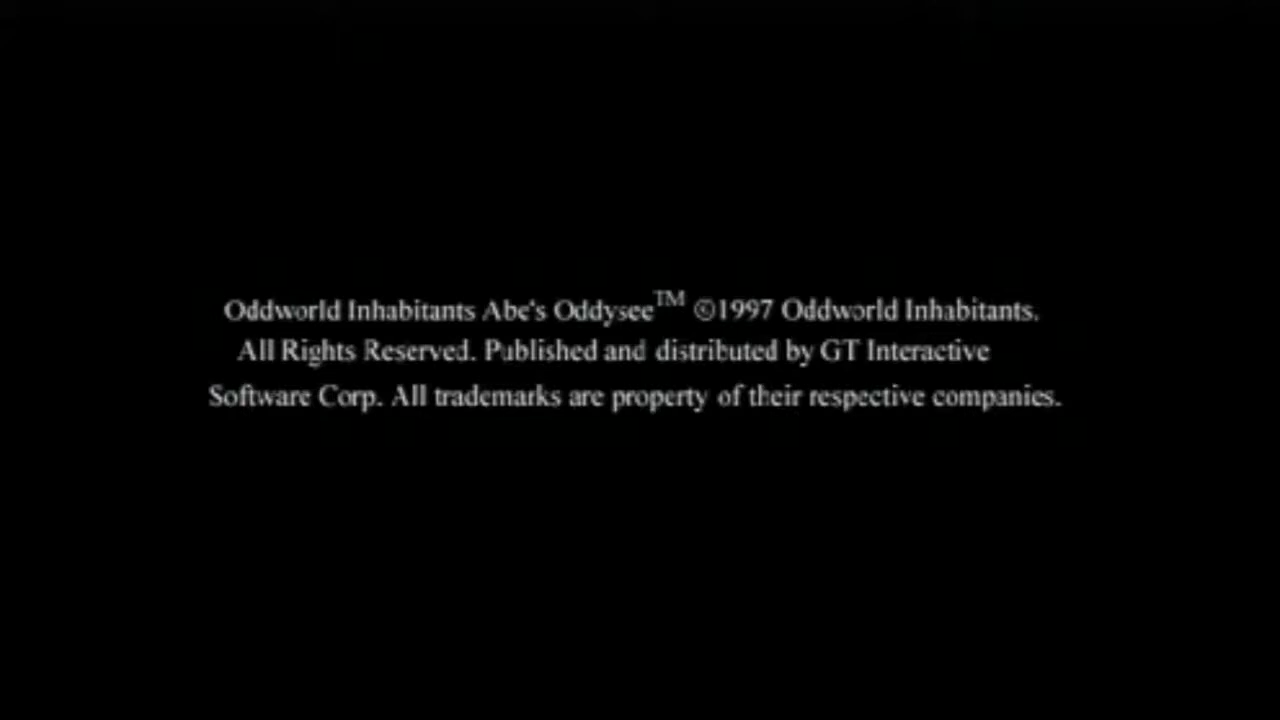 Oddworld Inhabitants Abe's Oddysee™ ©1997 Oddworld Inhabitants.
All Rights Reserved. Published and distributed by GT Interactive
Software Corp. All trademarks are property of their respective companies.